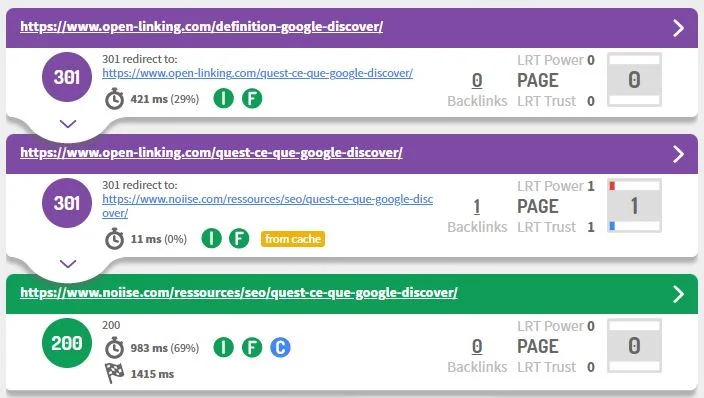 https://www.open-linking.com/definition-google-discover/
301
301 redirect to:
https://www.open-linking.com/quest-ce-que-google-discover/
421 ms (29%) I F
0
Backlinks
LRT Power 0
PAGE
LRT Trust 0
0
https://www.open-linking.com/quest-ce-que-google-discover/
301
301 redirect to:
https://www.noiise.com/ressources/seo/quest-ce-que-google-disc
over/
11 ms (0%) I F from cache
1
Backlinks
LRT Power 1
PAGE
LRT Trust 1
1
https://www.noiise.com/ressources/seo/quest-ce-que-google-discover/
200
200
983 ms (69%) I F C
1415 ms
0
Backlinks
LRT Power 0
PAGE
LRT Trust 0
0